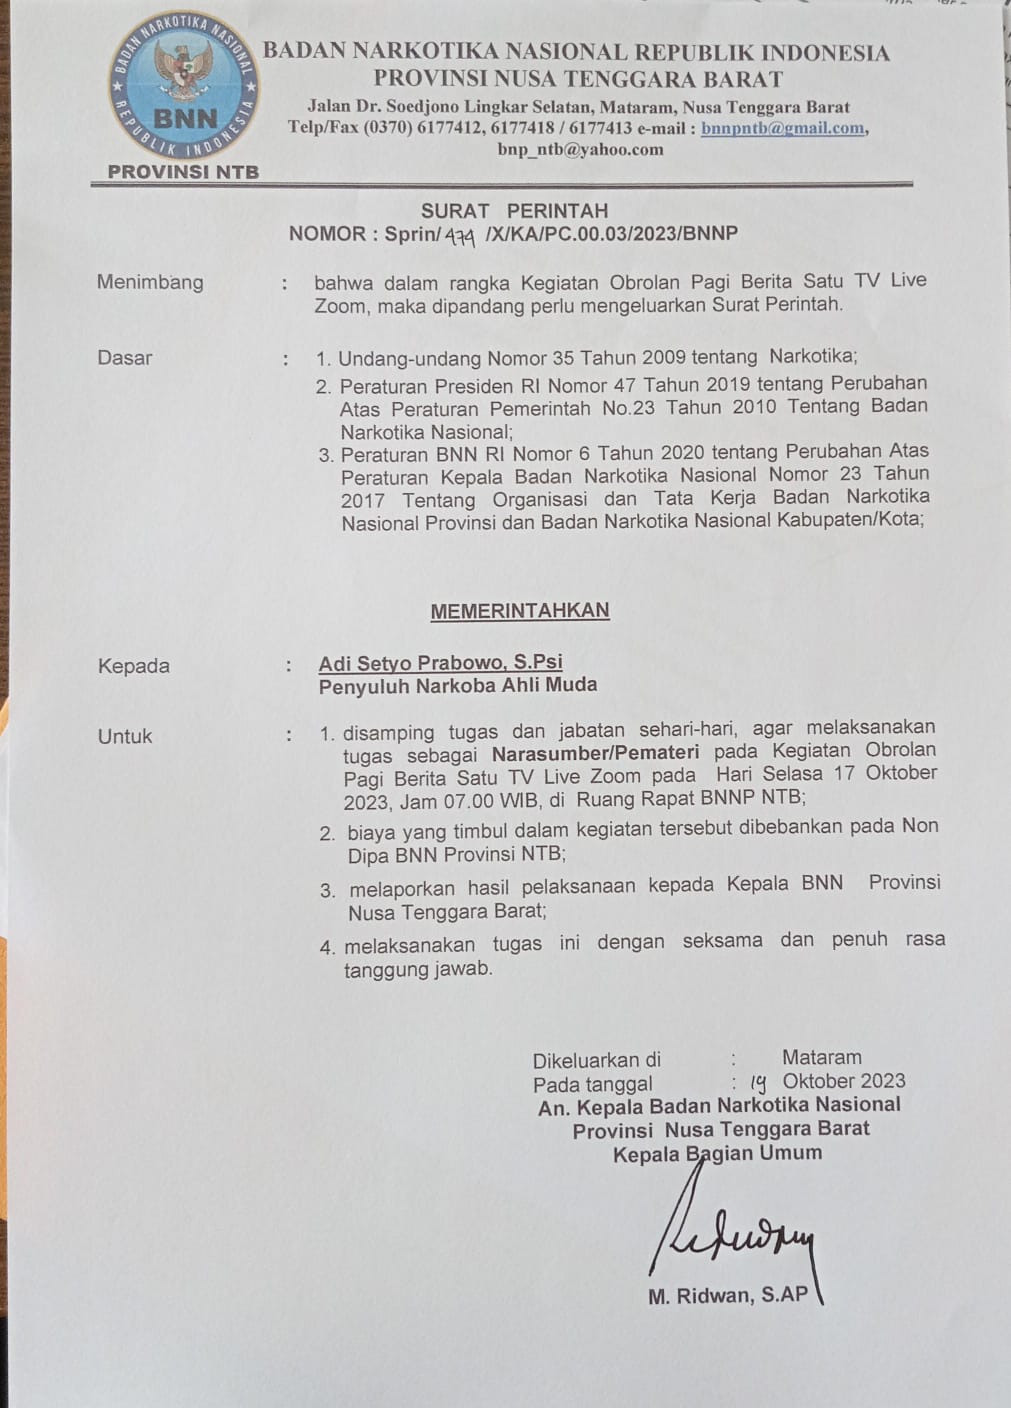 BADAN NARKOTIKA NASIONAL
REPUBLIK INDONESIA
BNN
PROVINSI NTB
BADAN NARKOTIKA NASIONAL REPUBLIK INDONESIA
PROVINSI NUSA TENGGARA BARAT
Jalan Dr. Soedjono Lingkar Selatan, Mataram, Nusa Tenggara Barat
Telp/Fax (0370) 6177412, 6177418 / 6177413 e-mail : bnnpntb@gmail.com,
bnp_ntb@yahoo.com
SURAT PERINTAH
NOMOR : Sprin/ 474 /X/KA/PC.00.03/2023/BNNP
Menimbang : bahwa dalam rangka Kegiatan Obrolan Pagi Berita Satu TV Live
Zoom, maka dipandang perlu mengeluarkan Surat Perintah.
Dasar : 1. Undang-undang Nomor 35 Tahun 2009 tentang Narkotika;
2. Peraturan Presiden RI Nomor 47 Tahun 2019 tentang Perubahan
Atas Peraturan Pemerintah No.23 Tahun 2010 Tentang Badan
Narkotika Nasional;
3. Peraturan BNN RI Nomor 6 Tahun 2020 tentang Perubahan Atas
Peraturan Kepala Badan Narkotika Nasional Nomor 23 Tahun
2017 Tentang Organisasi dan Tata Kerja Badan Narkotika
Nasional Provinsi dan Badan Narkotika Nasional Kabupaten/Kota;
MEMERINTAHKAN
Kepada : Adi Setyo Prabowo, S.Psi
Penyuluh Narkoba Ahli Muda
Untuk : 1. disamping tugas dan jabatan sehari-hari, agar melaksanakan
tugas sebagai Narasumber/Pemateri pada Kegiatan Obrolan
Pagi Berita Satu TV Live Zoom pada Hari Selasa 17 Oktober
2023, Jam 07.00 WIB, di Ruang Rapat BNNP NTB;
2. biaya yang timbul dalam kegiatan tersebut dibebankan pada Non
Dipa BNN Provinsi NTB;
3. melaporkan hasil pelaksanaan kepada Kepala BNN Provinsi
Nusa Tenggara Barat;
4. melaksanakan tugas ini dengan seksama dan penuh rasa
tanggung jawab.
Dikeluarkan di : Mataram
Pada tanggal : Oktober 2023
An. Kepala Badan Narkotika Nasional
Provinsi Nusa Tenggara Barat
Kepala Bagian Umum
M. Ridwan, S.AP